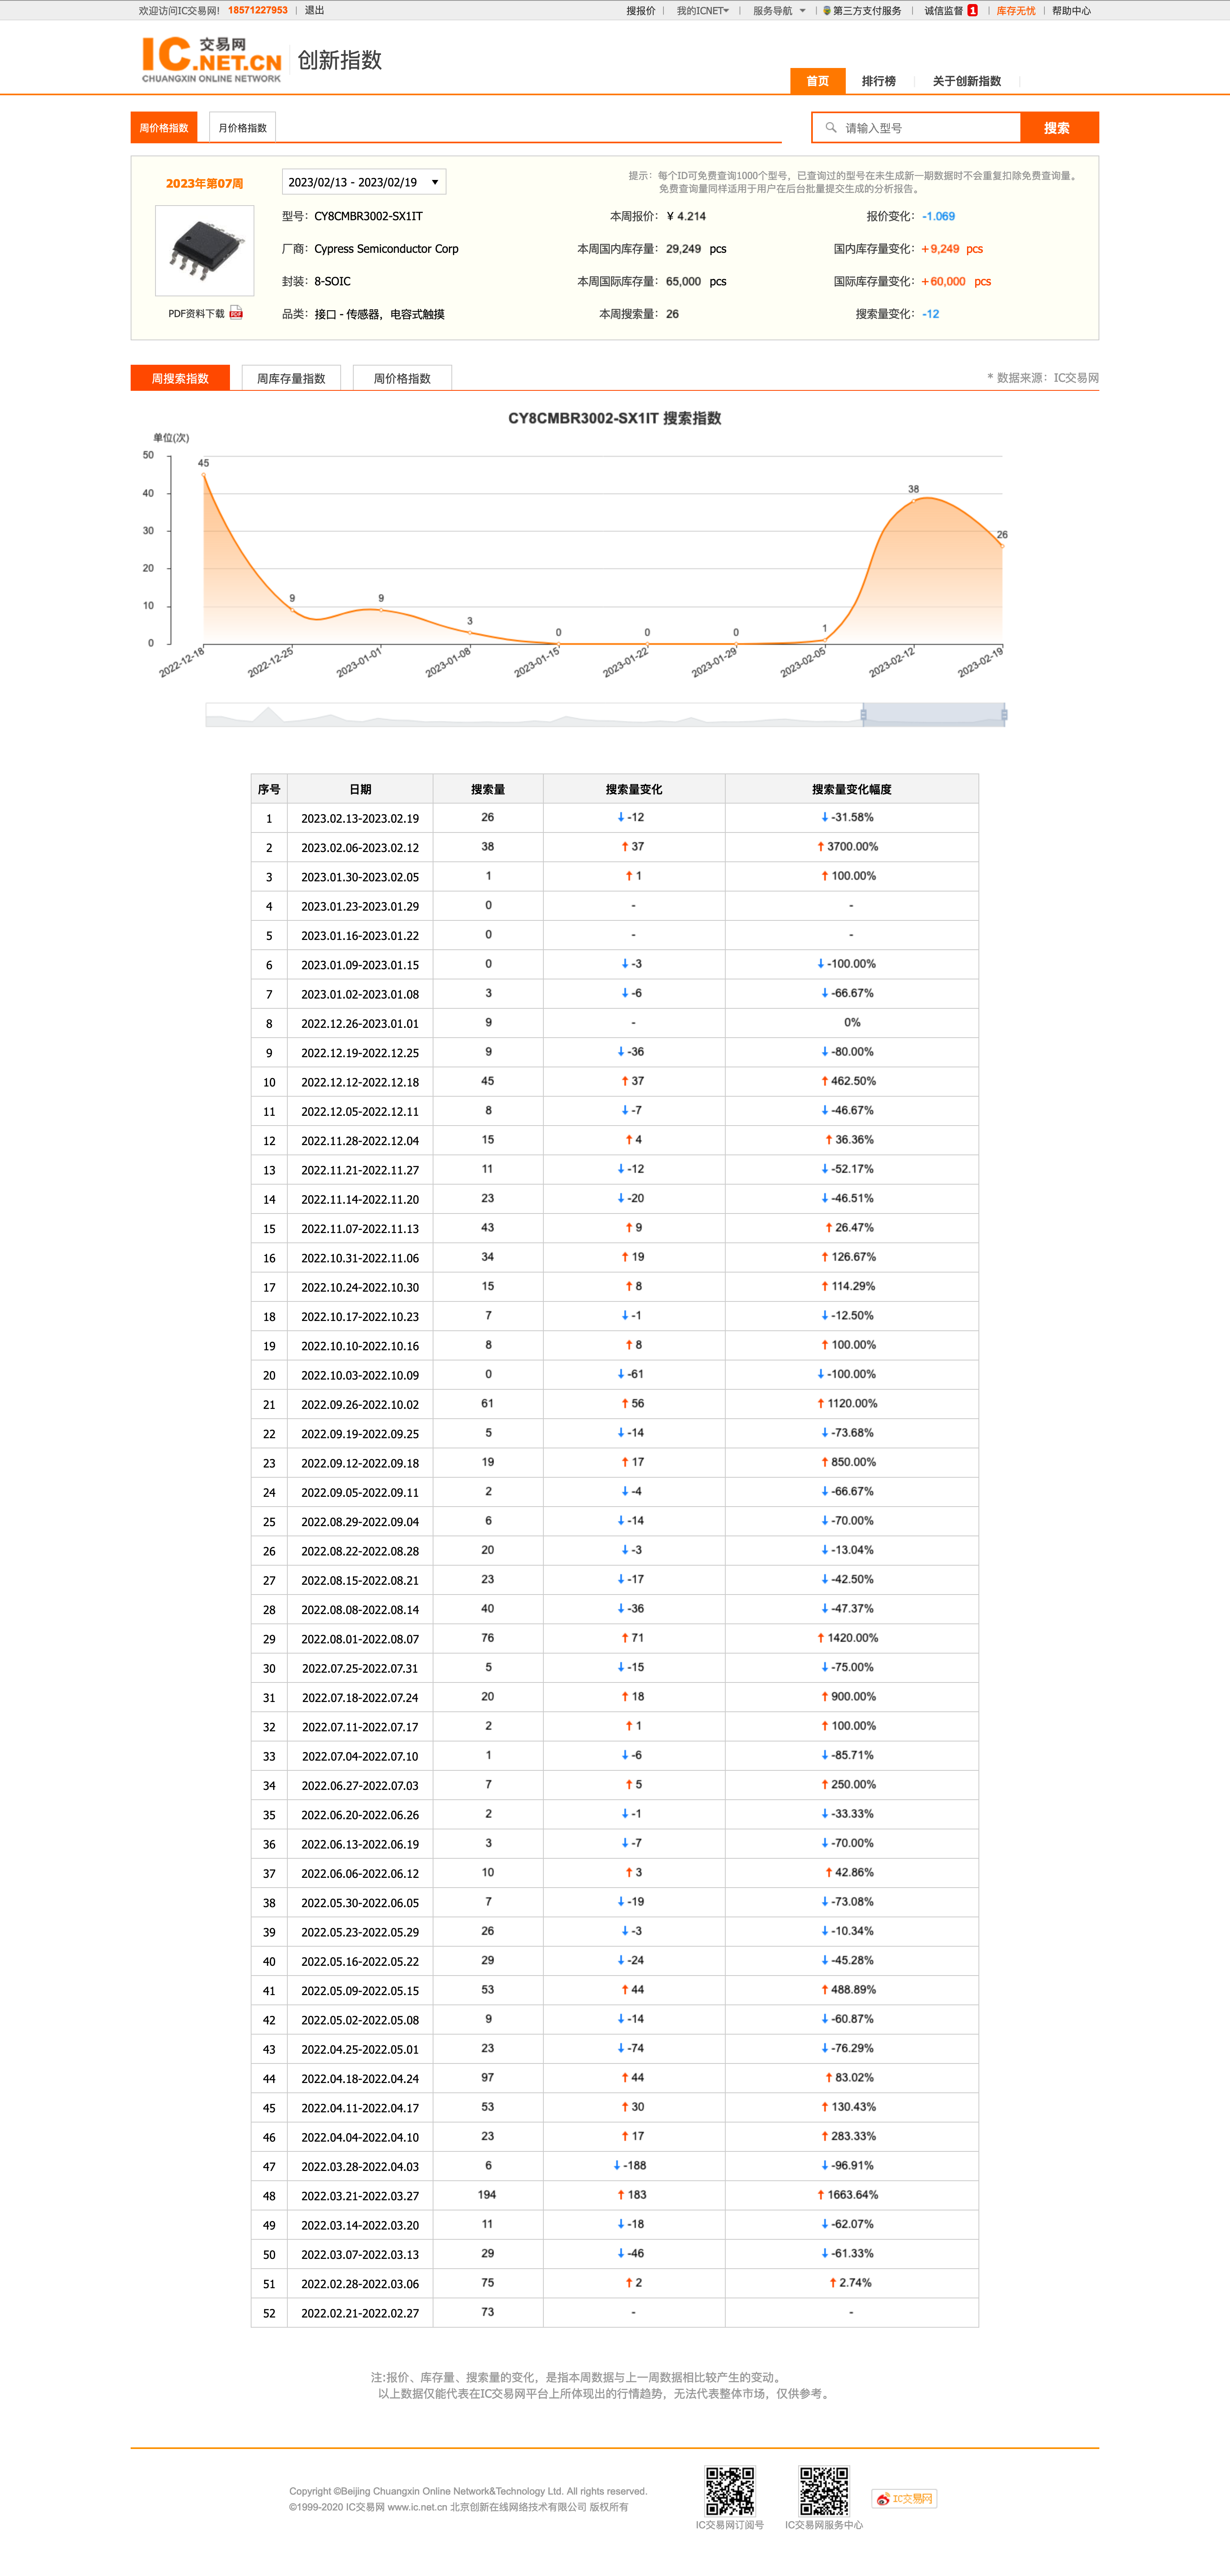 欢迎访问IC交易网! 18571227953 | 退出 搜报价 | 我的ICNET | 服务导航 | 第三方支付服务 | 诚信监督 1 | 库存无忧 | 帮助中心
IC 交易网
.NET.CN
CHUANGXIN ONLINE NETWORK
创新指数
首页 排行榜 关于创新指数
周价格指数 月价格指数 请输入型号 搜索
2023年第07周 2023/02/13 - 2023/02/19 提示：每个ID可免费查询1000个型号，已查询过的型号在未生成新一期数据时不会重复扣除免费查询量。
免费查询量同样适用于用户在后台批量提交生成的分析报告。
型号：CY8CMBR3002-SX1IT 本周报价：¥ 4.214 报价变化：-1.069
厂商：Cypress Semiconductor Corp 本周国内库存量：29,249 pcs 国内库存量变化：+9,249 pcs
封装：8-SOIC 本周国际库存量：65,000 pcs 国际库存量变化：+60,000 pcs
PDF资料下载 PDF 品类：接口 - 传感器，电容式触摸 本周搜索量：26 搜索量变化：-12
周搜索指数 周库存量指数 周价格指数 * 数据来源：IC交易网
CY8CMBR3002-SX1IT 搜索指数
单位(次)
50
40
30
20
10
0
45 9 9 3 0 0 0 1 38 26
2022-12-18 2022-12-25 2023-01-01 2023-01-08 2023-01-15 2023-01-22 2023-01-29 2023-02-05 2023-02-12 2023-02-19
序号 日期 搜索量 搜索量变化 搜索量变化幅度
1 2023.02.13-2023.02.19 26 ↓ -12 ↓ -31.58%
2 2023.02.06-2023.02.12 38 ↑ 37 ↑ 3700.00%
3 2023.01.30-2023.02.05 1 ↑ 1 ↑ 100.00%
4 2023.01.23-2023.01.29 0 - -
5 2023.01.16-2023.01.22 0 - -
6 2023.01.09-2023.01.15 0 ↓ -3 ↓ -100.00%
7 2023.01.02-2023.01.08 3 ↓ -6 ↓ -66.67%
8 2022.12.26-2023.01.01 9 - 0%
9 2022.12.19-2022.12.25 9 ↓ -36 ↓ -80.00%
10 2022.12.12-2022.12.18 45 ↑ 37 ↑ 462.50%
11 2022.12.05-2022.12.11 8 ↓ -7 ↓ -46.67%
12 2022.11.28-2022.12.04 15 ↑ 4 ↑ 36.36%
13 2022.11.21-2022.11.27 11 ↓ -12 ↓ -52.17%
14 2022.11.14-2022.11.20 23 ↓ -20 ↓ -46.51%
15 2022.11.07-2022.11.13 43 ↑ 9 ↑ 26.47%
16 2022.10.31-2022.11.06 34 ↑ 19 ↑ 126.67%
17 2022.10.24-2022.10.30 15 ↑ 8 ↑ 114.29%
18 2022.10.17-2022.10.23 7 ↓ -1 ↓ -12.50%
19 2022.10.10-2022.10.16 8 ↑ 8 ↑ 100.00%
20 2022.10.03-2022.10.09 0 ↓ -61 ↓ -100.00%
21 2022.09.26-2022.10.02 61 ↑ 56 ↑ 1120.00%
22 2022.09.19-2022.09.25 5 ↓ -14 ↓ -73.68%
23 2022.09.12-2022.09.18 19 ↑ 17 ↑ 850.00%
24 2022.09.05-2022.09.11 2 ↓ -4 ↓ -66.67%
25 2022.08.29-2022.09.04 6 ↓ -14 ↓ -70.00%
26 2022.08.22-2022.08.28 20 ↓ -3 ↓ -13.04%
27 2022.08.15-2022.08.21 23 ↓ -17 ↓ -42.50%
28 2022.08.08-2022.08.14 40 ↓ -36 ↓ -47.37%
29 2022.08.01-2022.08.07 76 ↑ 71 ↑ 1420.00%
30 2022.07.25-2022.07.31 5 ↓ -15 ↓ -75.00%
31 2022.07.18-2022.07.24 20 ↑ 18 ↑ 900.00%
32 2022.07.11-2022.07.17 2 ↑ 1 ↑ 100.00%
33 2022.07.04-2022.07.10 1 ↓ -6 ↓ -85.71%
34 2022.06.27-2022.07.03 7 ↑ 5 ↑ 250.00%
35 2022.06.20-2022.06.26 2 ↓ -1 ↓ -33.33%
36 2022.06.13-2022.06.19 3 ↓ -7 ↓ -70.00%
37 2022.06.06-2022.06.12 10 ↑ 3 ↑ 42.86%
38 2022.05.30-2022.06.05 7 ↓ -19 ↓ -73.08%
39 2022.05.23-2022.05.29 26 ↓ -3 ↓ -10.34%
40 2022.05.16-2022.05.22 29 ↓ -24 ↓ -45.28%
41 2022.05.09-2022.05.15 53 ↑ 44 ↑ 488.89%
42 2022.05.02-2022.05.08 9 ↓ -14 ↓ -60.87%
43 2022.04.25-2022.05.01 23 ↓ -74 ↓ -76.29%
44 2022.04.18-2022.04.24 97 ↑ 44 ↑ 83.02%
45 2022.04.11-2022.04.17 53 ↑ 30 ↑ 130.43%
46 2022.04.04-2022.04.10 23 ↑ 17 ↑ 283.33%
47 2022.03.28-2022.04.03 6 ↓ -188 ↓ -96.91%
48 2022.03.21-2022.03.27 194 ↑ 183 ↑ 1663.64%
49 2022.03.14-2022.03.20 11 ↓ -18 ↓ -62.07%
50 2022.03.07-2022.03.13 29 ↓ -46 ↓ -61.33%
51 2022.02.28-2022.03.06 75 ↑ 2 ↑ 2.74%
52 2022.02.21-2022.02.27 73 - -
注:报价、库存量、搜索量的变化，是指本周数据与上一周数据相比较产生的变动。
以上数据仅能代表在IC交易网平台上所体现出的行情趋势，无法代表整体市场，仅供参考。
Copyright ©Beijing Chuangxin Online Network&Technology Ltd. All rights reserved.
©1999-2020 IC交易网 www.ic.net.cn 北京创新在线网络技术有限公司 版权所有
IC交易网订阅号 IC交易网服务中心 IC交易网